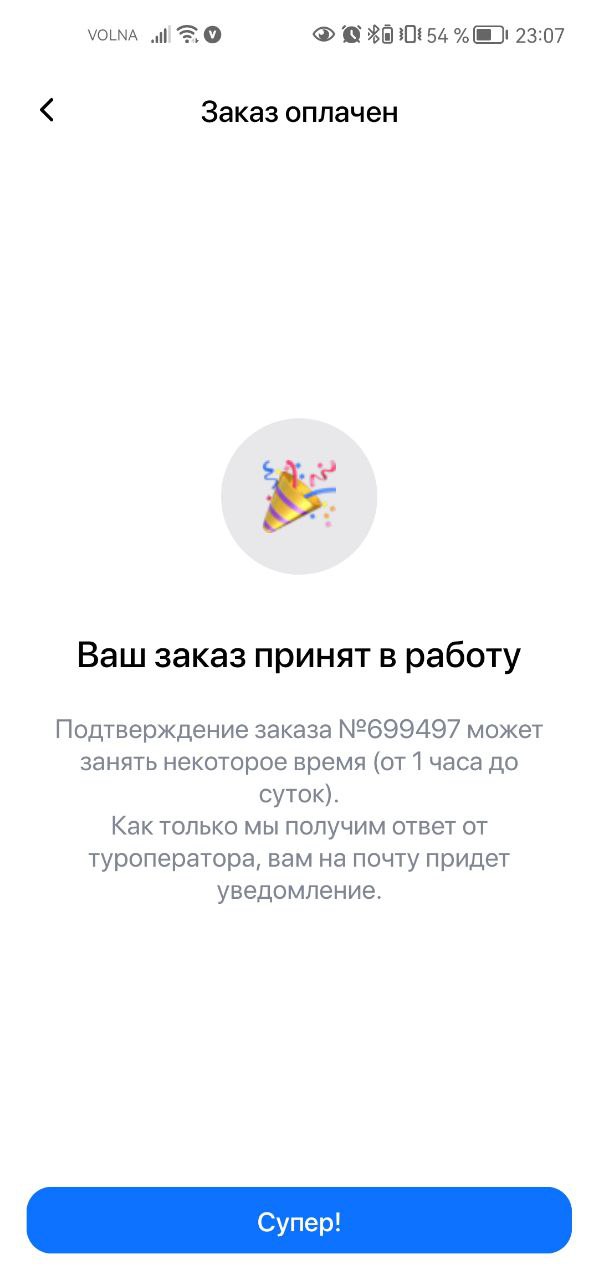 VOLNA 54 % 23:07
Заказ оплачен
Ваш заказ принят в работу
Подтверждение заказа №699497 может
занять некоторое время (от 1 часа до
суток).
Как только мы получим ответ от
туроператора, вам на почту придет
уведомление.
Супер!